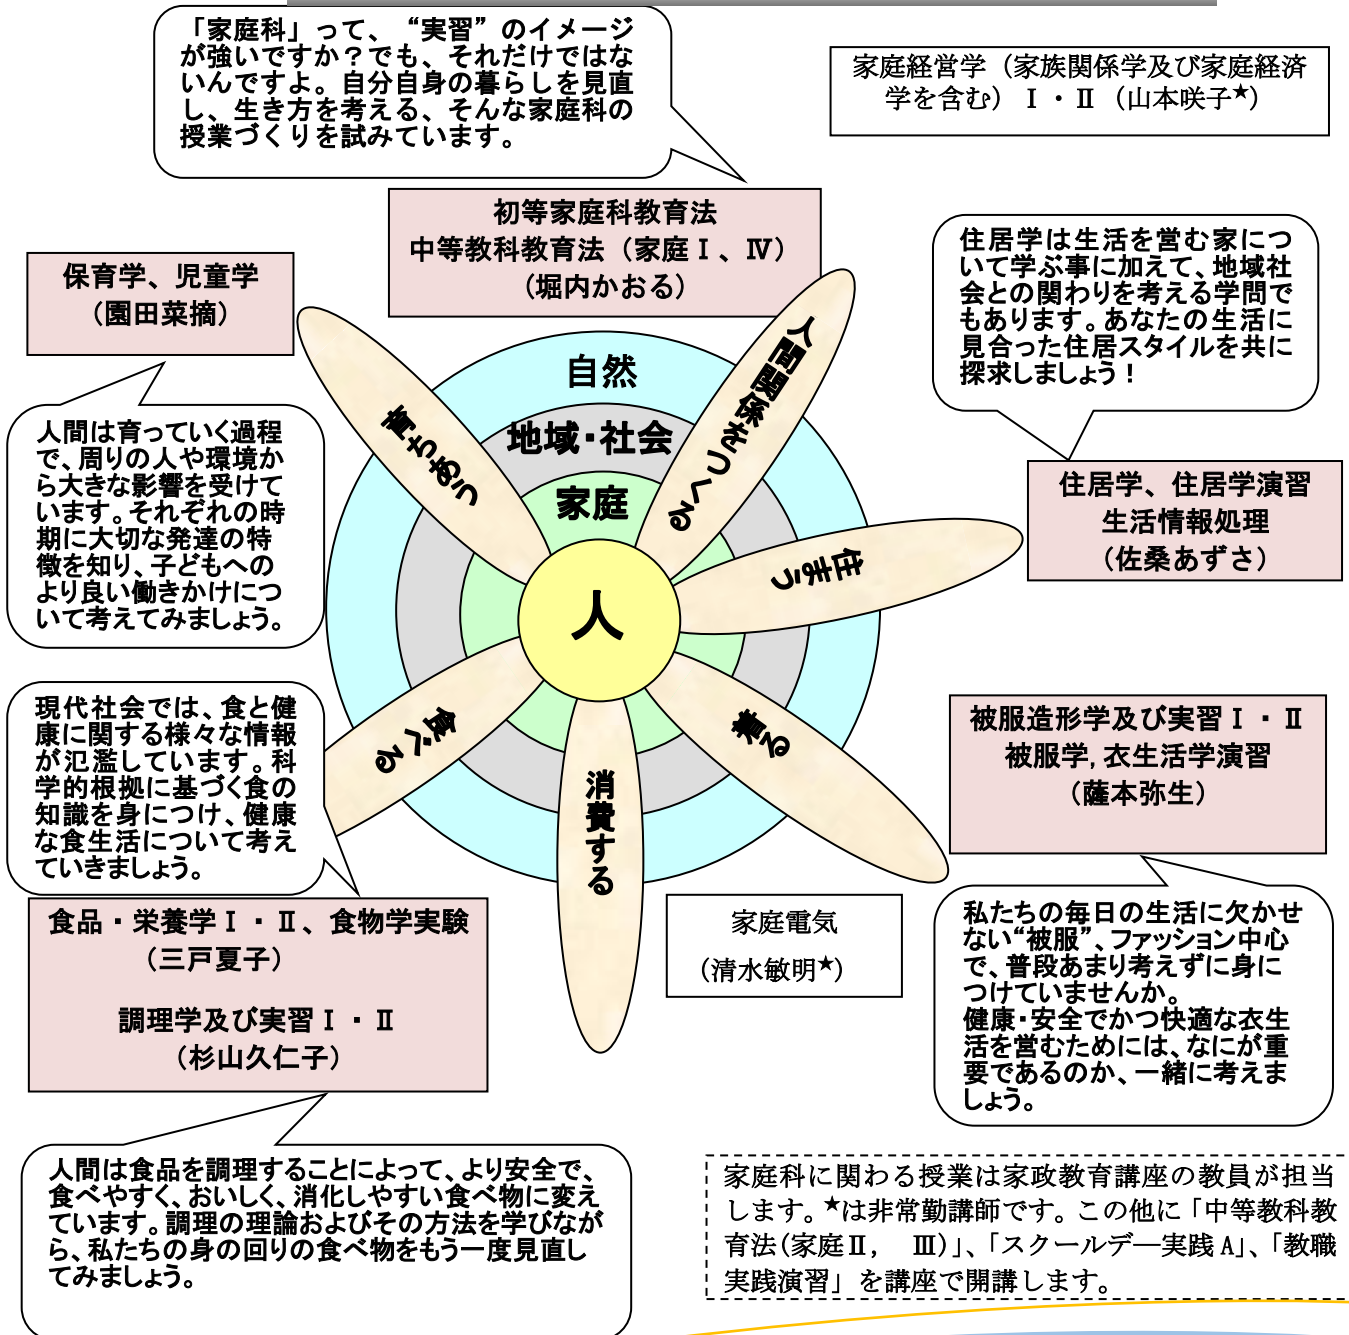 「家庭科」って、“実習”のイメージ
が強いですか？でも、それだけではな
いんですよ。自分自身の暮らしを見直
し、生き方を考える、そんな家庭科の
授業づくりを試みています。
家庭経営学（家族関係学及び家庭経済
学を含む）Ⅰ・Ⅱ（山本咲子★）
初等家庭科教育法
中等教科教育法（家庭Ⅰ、Ⅳ）
（堀内かおる）
保育学、児童学
（園田菜摘）
住居学は生活を営む家につ
いて学ぶ事に加えて、地域社
会との関わりを考える学問で
もあります。あなたの生活に
見合った住居スタイルを共に
探求しましょう！
人間は育っていく過程
で、周りの人や環境か
ら大きな影響を受けて
います。それぞれの時
期に大切な発達の特
徴を知り、子どもへの
より良い働きかけにつ
いて考えてみましょう。
住居学、住居学演習
生活情報処理
（佐桑あずさ）
自然
地域・社会
家庭
人
育ちあう
人間関係をつくる
住まう
着る
消費する
食べる
現代社会では、食と健
康に関する様々な情報
が氾濫しています。科
学的根拠に基づく食の
知識を身につけ、健康
な食生活について考え
ていきましょう。
被服造形学及び実習Ⅰ・Ⅱ
被服学，衣生活学演習
（薩本弥生）
食品・栄養学Ⅰ・Ⅱ、食物学実験
（三戸夏子）
調理学及び実習Ⅰ・Ⅱ
（杉山久仁子）
家庭電気
（清水敏明★）
私たちの毎日の生活に欠かせ
ない“被服”、ファッション中心
で、普段あまり考えずに身に
つけていませんか。
健康・安全でかつ快適な衣生
活を営むためには、なにが重
要であるのか、一緒に考えま
しょう。
人間は食品を調理することによって、より安全で、
食べやすく、おいしく、消化しやすい食べ物に変え
ています。調理の理論およびその方法を学びなが
ら、私たちの身の回りの食べ物をもう一度見直し
てみましょう。
家庭科に関わる授業は家政教育講座の教員が担当
します。★は非常勤講師です。この他に「中等教科教
育法(家庭Ⅱ，　Ⅲ)」、「スクールデー実践A」、「教職
実践演習」を講座で開講します。